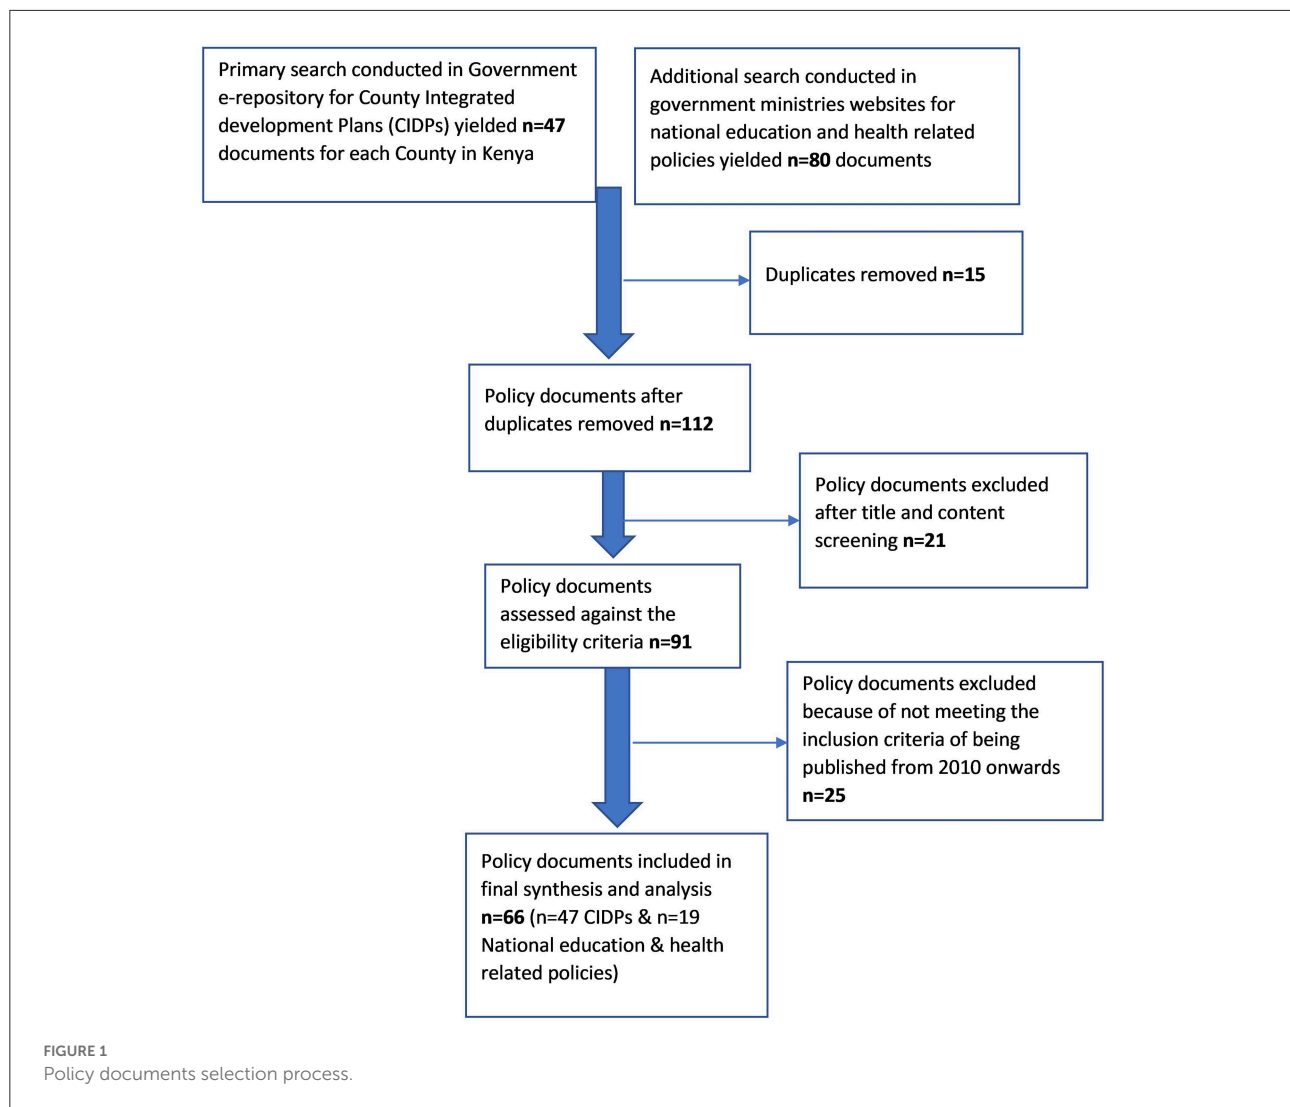 Primary search conducted in Government
e-repository for County Integrated
development Plans (CIDPs) yielded n=47
documents for each County in Kenya
Additional search conducted in
government ministries websites for
national education and health related
policies yielded n=80 documents
Duplicates removed n=15
Policy documents after
duplicates removed n=112
Policy documents excluded
after title and content
screening n=21
Policy documents
assessed against the
eligibility criteria n=91
Policy documents excluded
because of not meeting the
inclusion criteria of being
published from 2010 onwards
n=25
Policy documents included in
final synthesis and analysis
n=66 (n=47 CIDPs & n=19
National education & health
related policies)
FIGURE 1
Policy documents selection process.